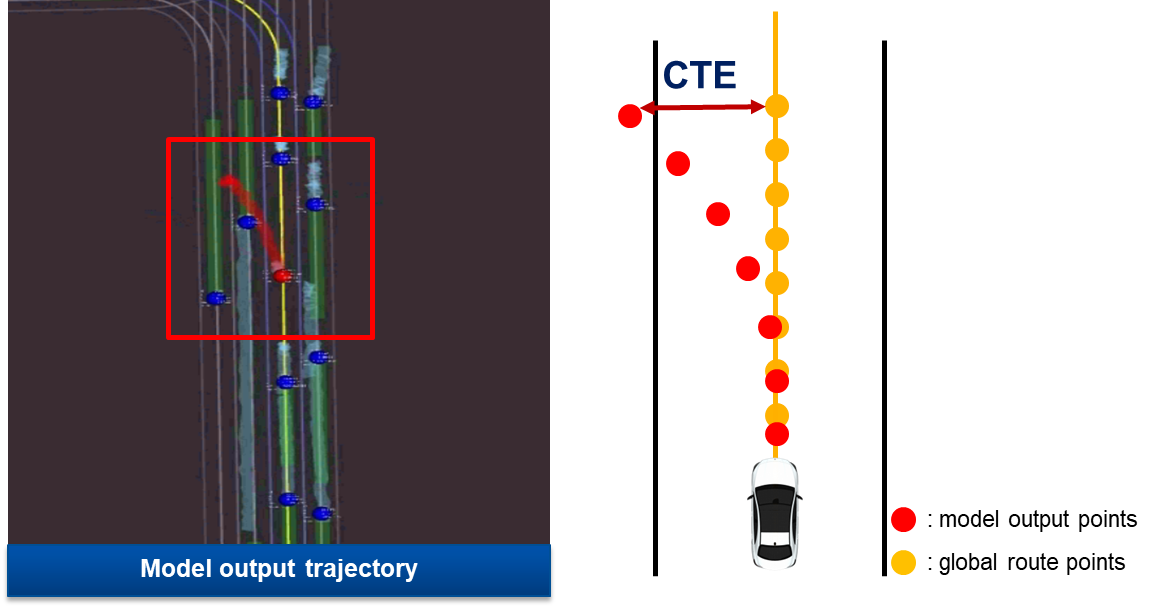 CTE
Model output trajectory
: model output points
: global route points